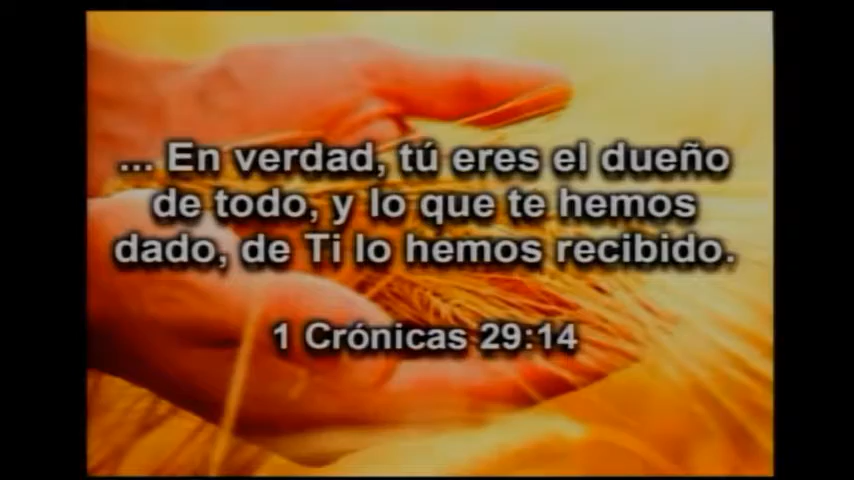 ... En verdad, tú eres el dueño
de todo, y lo que te hemos
dado, de Ti lo hemos recibido.
1 Crónicas 29:14